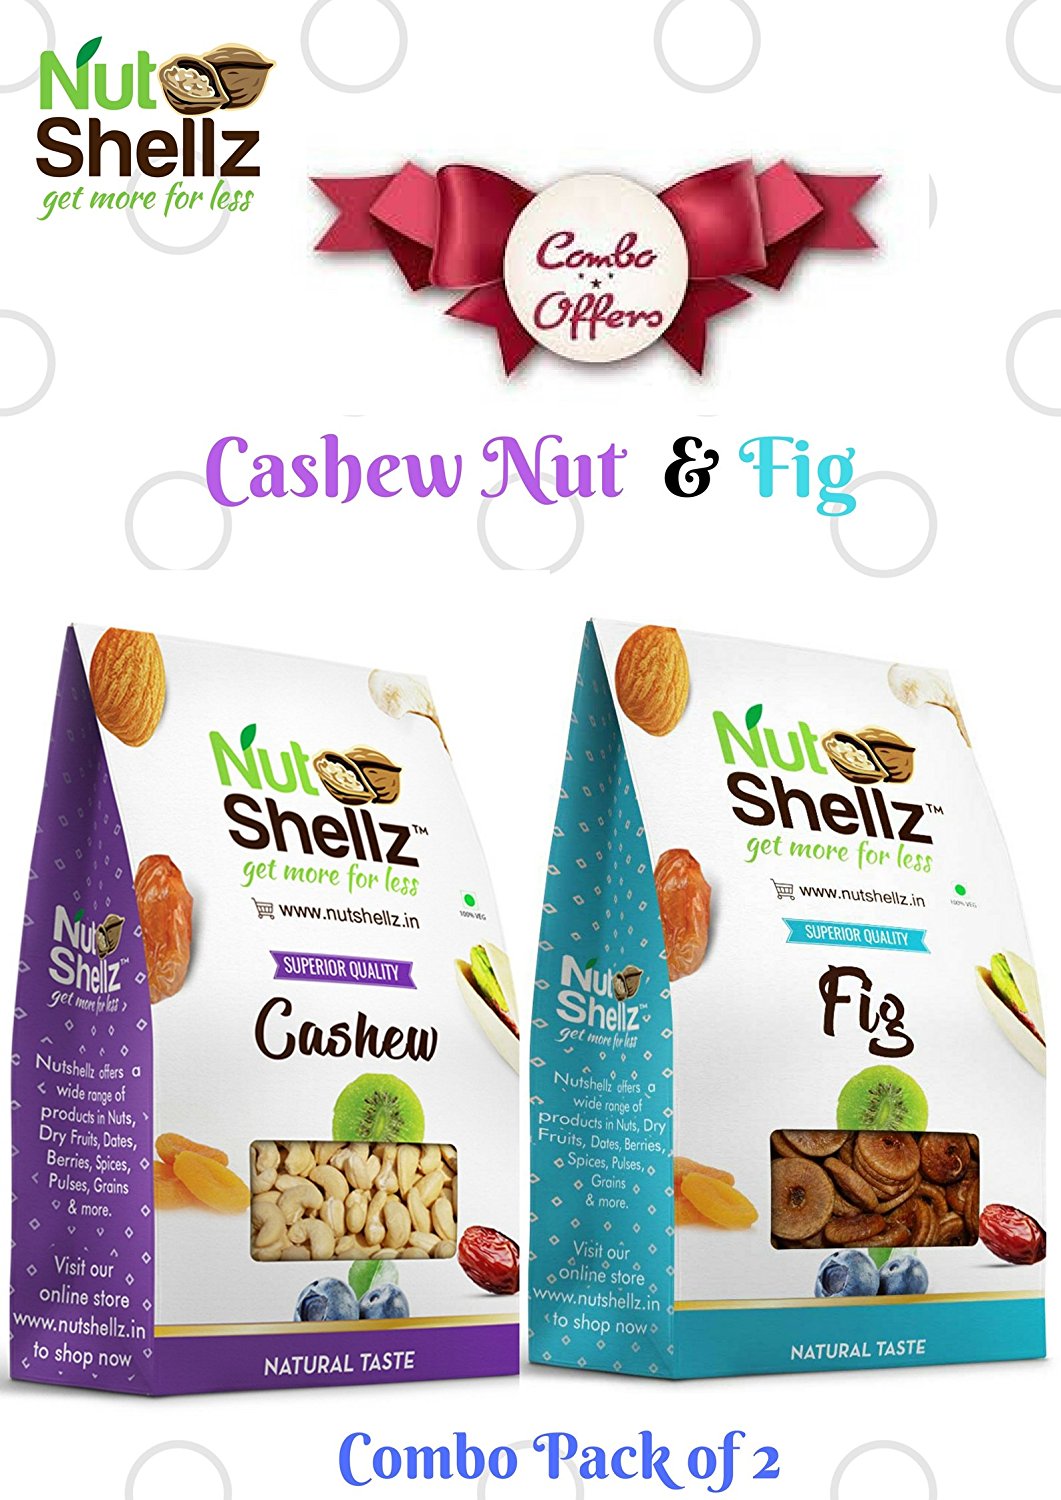 Nut
Shellz
get more for less
Combo
Offers
Cashew Nut & Fig
Nut
Shellz™
get more for less
www.nutshellz.in
100% VEG
SUPERIOR QUALITY
Cashew
NATURAL TASTE
Nut
Shellz™
get more for less
Nutshellz offers a
wide range of
products in Nuts,
Dry Fruits, Dates,
Berries, Spices,
Pulses, Grains
& more.
Visit our
online store
www.nutshellz.in
to shop now
Nut
Shellz™
get more for less
www.nutshellz.in
100% VEG
SUPERIOR QUALITY
Fig
NATURAL TASTE
Nut
Shellz™
get more for less
Nutshellz offers a
wide range of
products in Nuts, Dry
Fruits, Dates, Berries,
Spices, Pulses,
Grains
& more.
Visit our
online store
www.nutshellz.in
to shop now
Combo Pack of 2